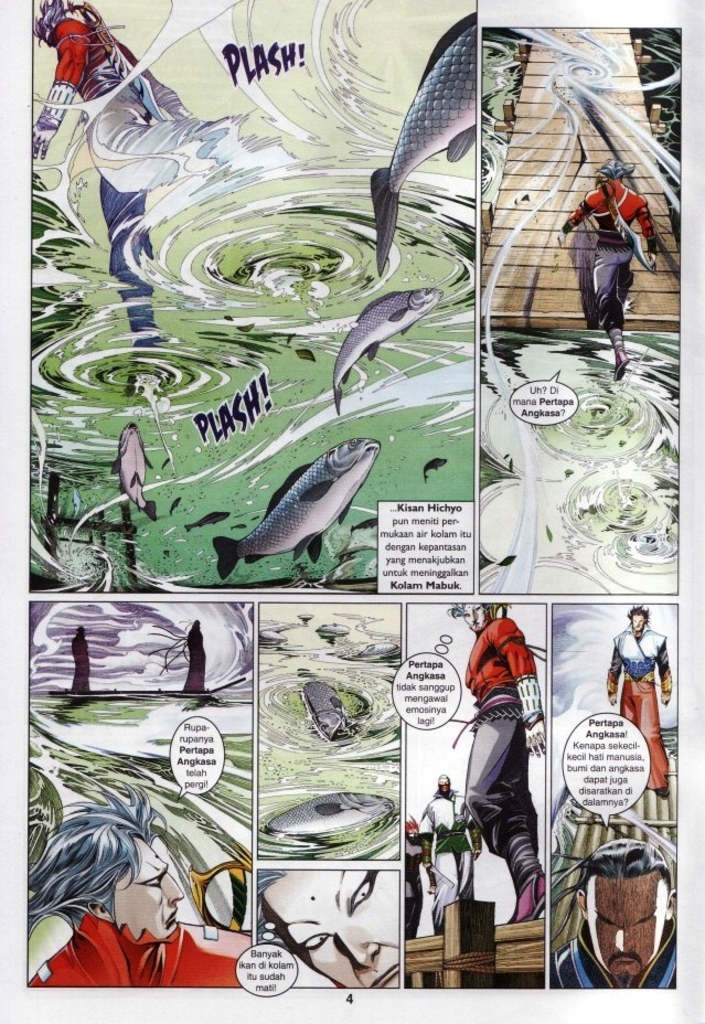 PLASH!
PLASH!
...Kisan Hichyo
pun meniti per-
mukaan air kolam itu
dengan kepantasan
yang menakjubkan
untuk meninggalkan
Kolam Mabuk.
Uh? Di
mana Pertapa
Angkasa?
Rupa-
rupanya
Pertapa
Angkasa
telah
pergi!
Banyak
ikan di kolam
itu sudah
mati!
Pertapa
Angkasa
tidak sanggup
mengawal
emosinya
lagi!
Pertapa
Angkasa!
Kenapa sekecil-
kecil hati manusia,
bumi dan angkasa
dapat juga
disaratkan di
dalamnya?
4